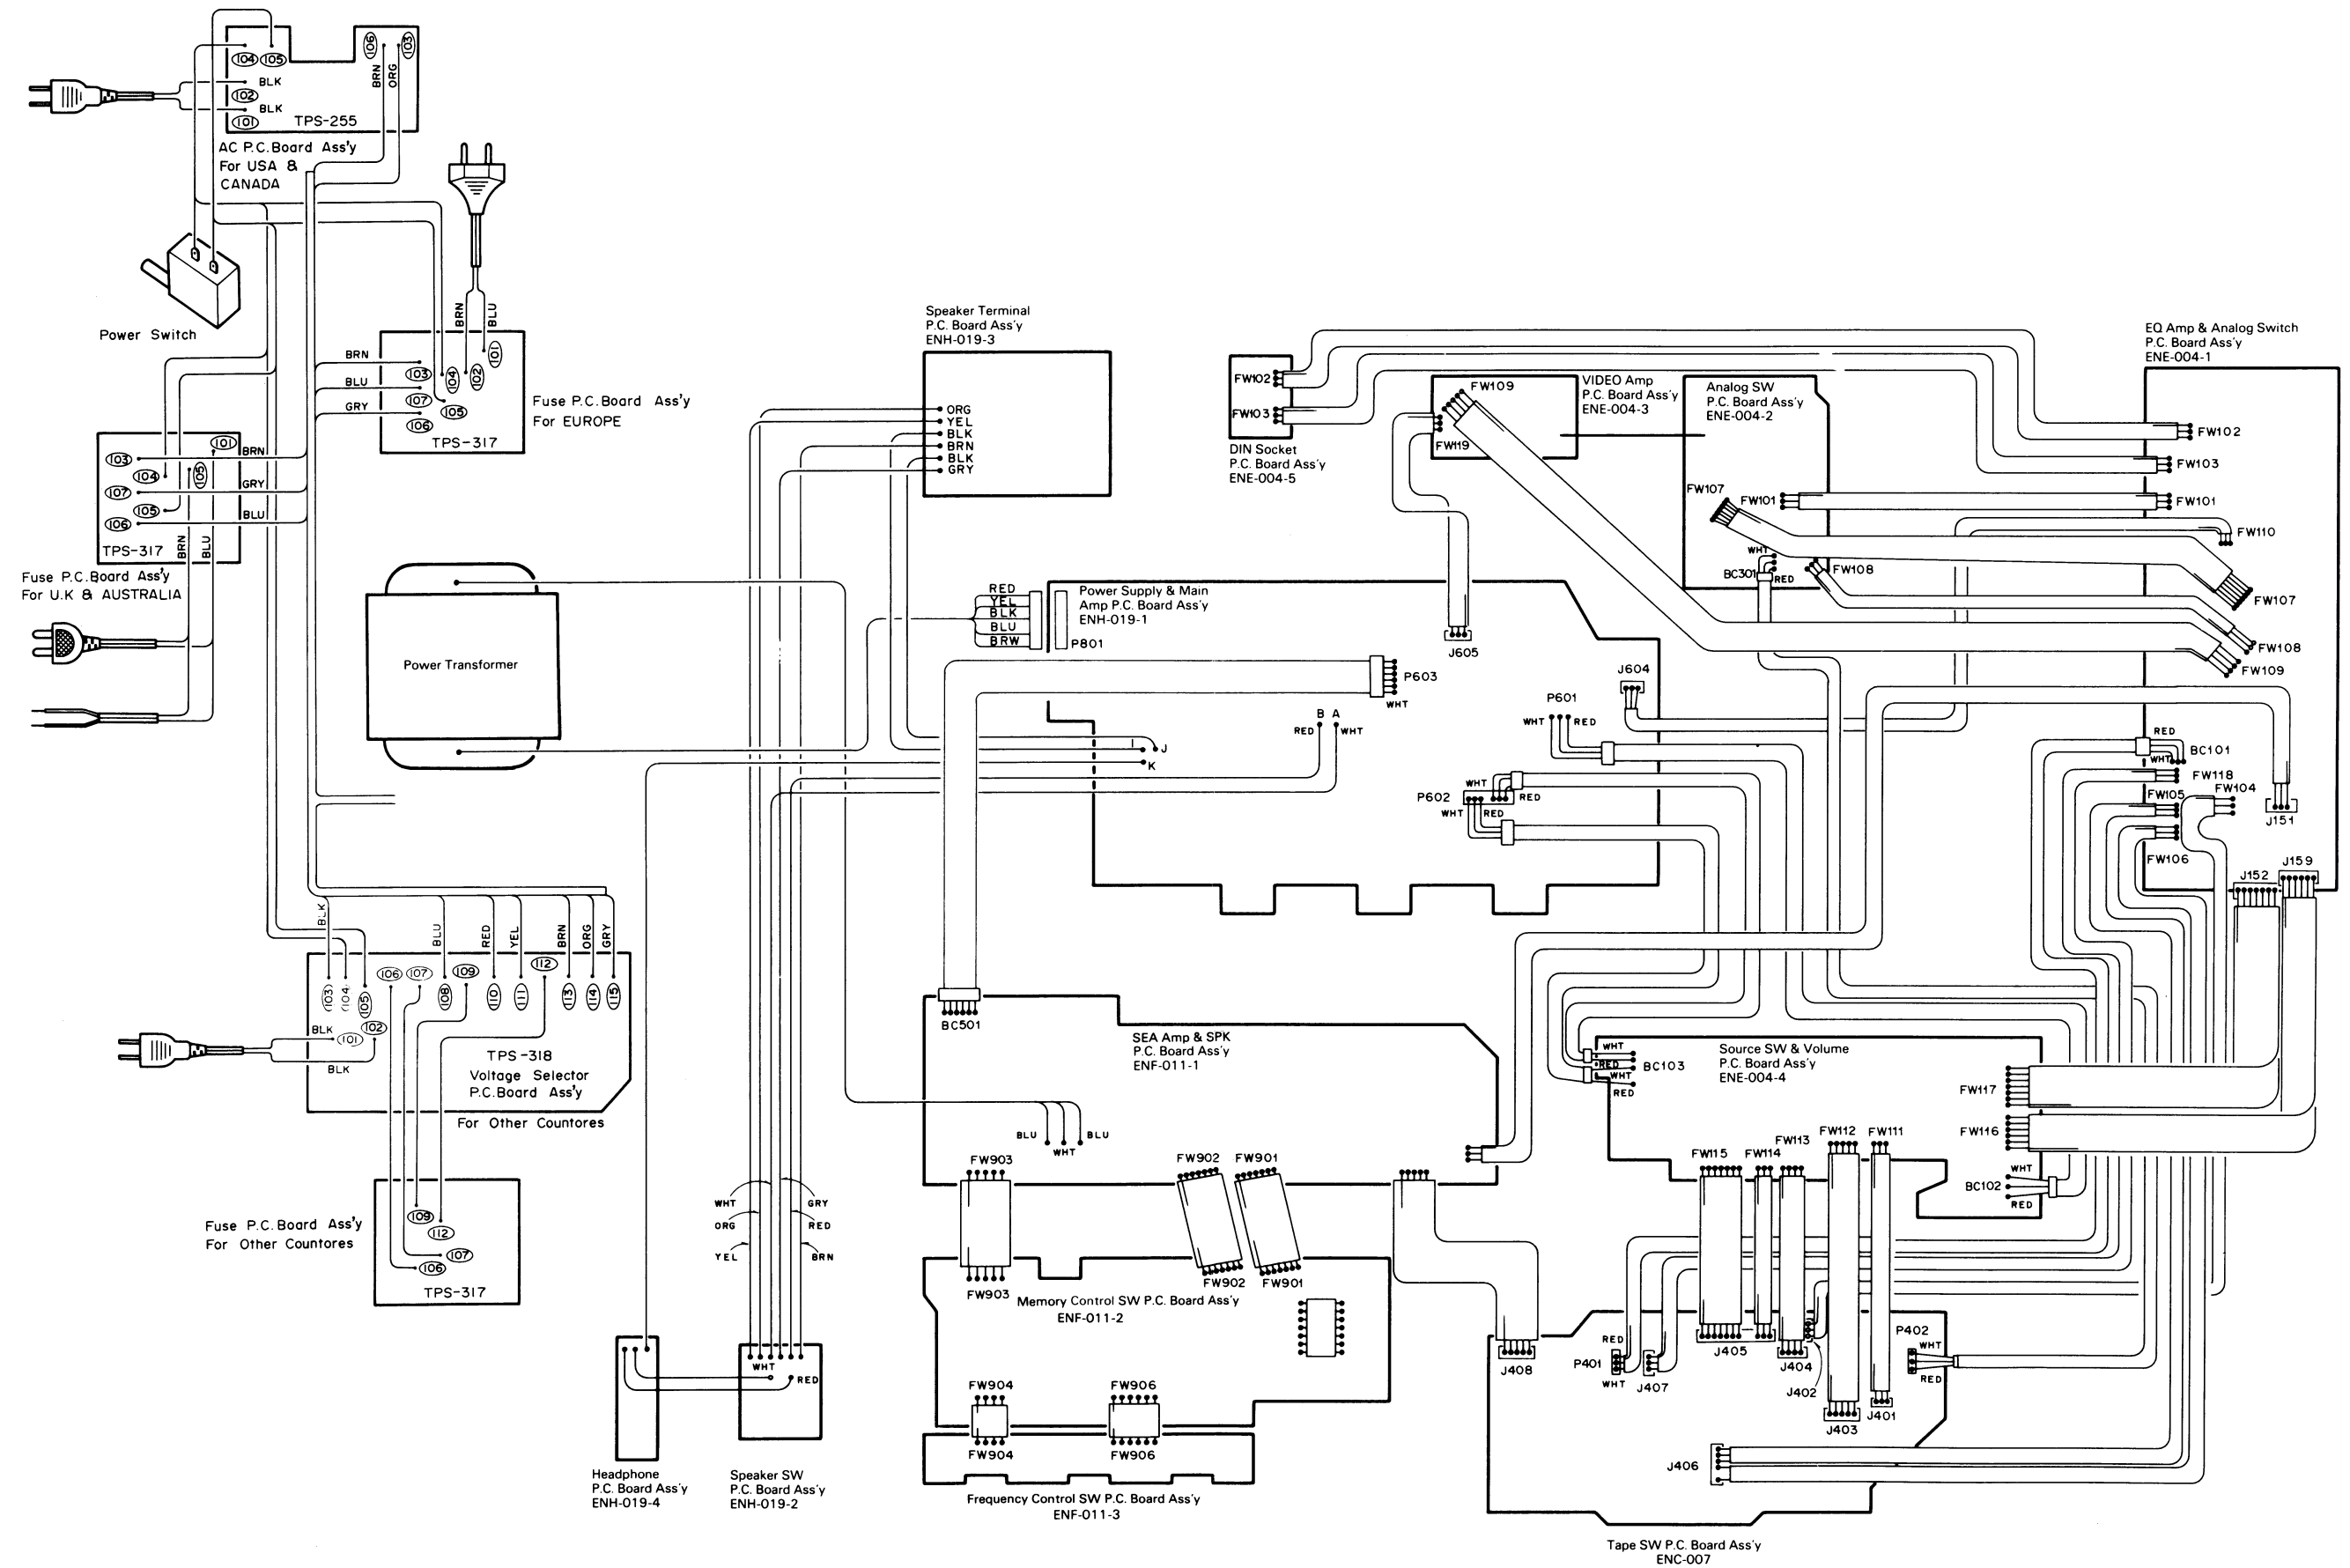 104 105
BLK
102
BLK
101
TPS-255
106
103
BRN
ORG
AC P.C.Board Ass'y
For USA &
CANADA
Power Switch
BRN
BLU
BRN
103
BLU
107
GRY
106
104
102
101
105
TPS-317
Fuse P.C.Board Ass'y
For EUROPE
101
BRN
103
104
105
107
GRY
105
106
BLU
TPS-317
BRN
BLU
Fuse P.C.Board Ass'y
For U.K & AUSTRALIA
Power Transformer
BLK
BLU
RED
YEL
BRN
ORG
GRY
106 107 109 112
103 104 105 108 110 111 113 114 115
BLK
101
102
BLK
TPS-318
Voltage Selector
P.C.Board Ass'y
For Other Countores
Fuse P.C.Board Ass'y
For Other Countores
109
112
107
106
TPS-317
Speaker Terminal
P.C. Board Ass'y
ENH-019-3
ORG
YEL
BLK
BRN
BLK
GRY
RED
YEL
BLK
BLU
BRW
P801
Power Supply & Main
Amp P.C. Board Ass'y
ENH-019-1
P603
WHT
B A
RED
WHT
I
J
K
J605
J604
P601
WHT
RED
WHT
RED
P602
WHT
RED
FW102
FW103
DIN Socket
P.C. Board Ass'y
ENE-004-5
FW109
FW119
VIDEO Amp
P.C. Board Ass'y
ENE-004-3
Analog SW
P.C. Board Ass'y
ENE-004-2
FW107
FW101
WHT
BC301
RED
FW108
EQ Amp & Analog Switch
P.C. Board Ass'y
ENE-004-1
FW102
FW103
FW101
FW110
FW107
FW108
FW109
RED
BC101
WHT
FW118
FW104
FW105
J151
FW106
J159
J152
BC501
SEA Amp & SPK
P.C. Board Ass'y
ENF-011-1
BLU
BLU
WHT
FW903
FW902
FW901
WHT
GRY
ORG
RED
YEL
BRN
FW903
FW902
FW901
Memory Control SW P.C. Board Ass'y
ENF-011-2
FW904
FW906
FW904
FW906
Frequency Control SW P.C. Board Ass'y
ENF-011-3
Headphone
P.C. Board Ass'y
ENH-019-4
WHT
RED
Speaker SW
P.C. Board Ass'y
ENH-019-2
WHT
RED
WHT
RED
BC103
Source SW & Volume
P.C. Board Ass'y
ENE-004-4
FW117
FW116
WHT
BC102
RED
FW115
FW114
FW113
FW112
FW111
J408
RED
P401
WHT
J407
J405
J404
J402
J403
J401
P402
WHT
RED
J406
Tape SW P.C. Board Ass'y
ENC-007